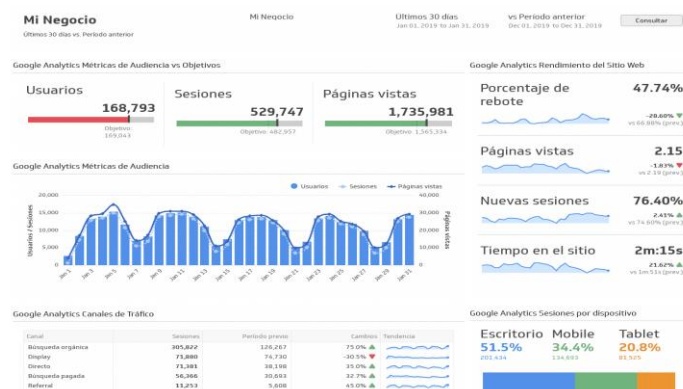 Mi Negocio
Últimos 30 días vs. Período anterior
Mi Negocio
Últimos 30 días
Jan 01, 2019 to Jan 31, 2019
vs Período anterior
Dec 01, 2019 to Dec 31, 2019
Consultar
Google Analytics Métricas de Audiencia vs Objetivos
Usuarios
168,793
Objetivo:
169,043
Sesiones
529,747
Objetivo: 482,957
Páginas vistas
1,735,981
Objetivo: 1,565,334
Google Analytics Rendimiento del Sitio Web
Porcentaje de rebote
47.74%
-28.60% ▼
vs 66.88% (prev.)
Páginas vistas
2.15
-1.83% ▼
vs 2.19 (prev.)
Nuevas sesiones
76.40%
2.41% ▲
vs 74.60% (prev.)
Tiempo en el sitio
2m:15s
21.62% ▲
vs 1m:51s (prev.)
Google Analytics Métricas de Audiencia
Usuarios Sesiones Páginas vistas
20,000
15,000
10,000
5,000
0
Usuarios / Sesiones
40,000
30,000
20,000
10,000
0
Páginas vistas
Jan 1 Jan 3 Jan 5 Jan 7 Jan 9 Jan 11 Jan 13 Jan 15 Jan 17 Jan 19 Jan 21 Jan 23 Jan 25 Jan 27 Jan 29 Jan 31
Google Analytics Canales de Tráfico
Canal Sesiones Período previo Cambios Tendencia
Búsqueda orgánica 305,822 126,267 75.0% ▲
Display 71,880 74,730 -30.5% ▼
Directo 71,381 38,198 35.0% ▲
Búsqueda pagada 56,366 30,693 32.7% ▲
Referral 11,253 5,608 45.0% ▲
Google Analytics Sesiones por dispositivo
Escritorio Mobile Tablet
51.5% 34.4% 20.8%